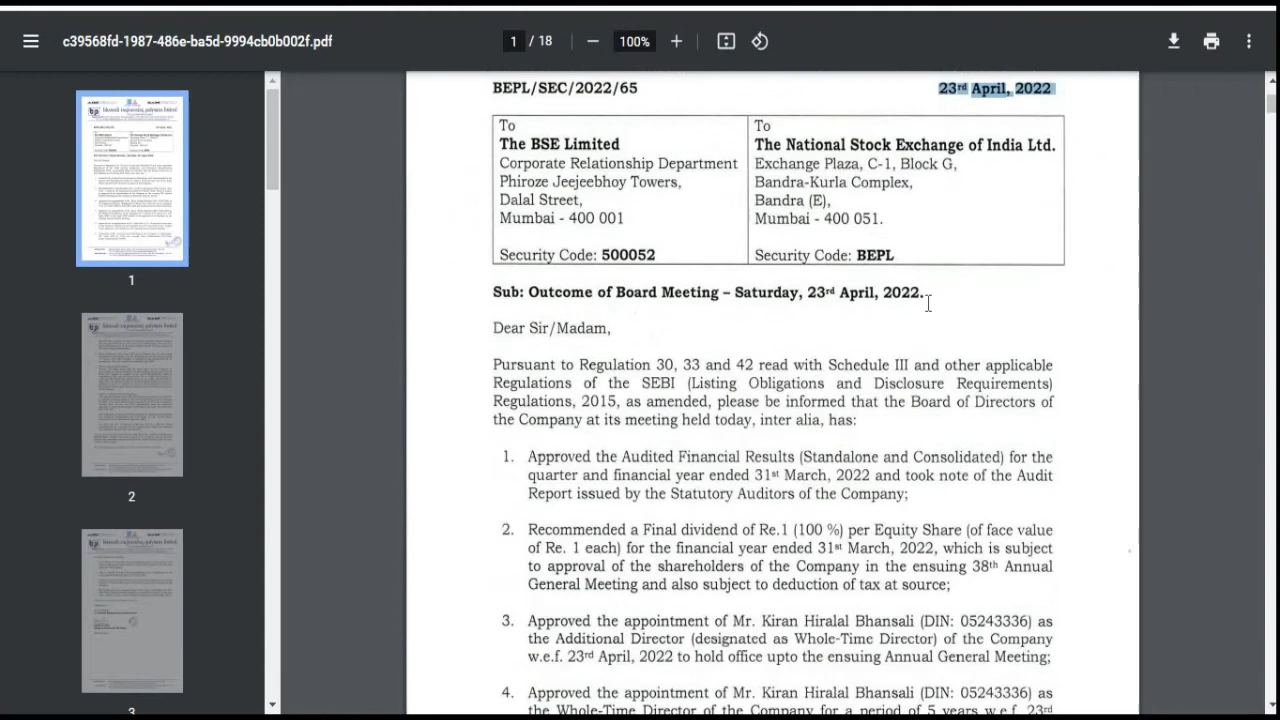 c39568fd-1987-486e-ba5d-9994cb0b002f.pdf
1 / 18
100%
BEPL/SEC/2022/65
23rd April, 2022
To
The BSE Limited
Corporate Relationship Department
Phiroze Jeejeebhoy Towers,
Dalal Street,
Mumbai - 400 001
Security Code: 500052
To
The National Stock Exchange of India Ltd.
Exchange Plaza, C-1, Block G,
Bandra-Kurla Complex,
Bandra (E),
Mumbai - 400 051.
Security Code: BEPL
Sub: Outcome of Board Meeting – Saturday, 23rd April, 2022.
Dear Sir/Madam,
Pursuant to Regulation 30, 33 and 42 read with Schedule III and other applicable
Regulations of the SEBI (Listing Obligations and Disclosure Requirements)
Regulations, 2015, as amended, please be informed that the Board of Directors of
the Company at its meeting held today, inter alia, has:
1. Approved the Audited Financial Results (Standalone and Consolidated) for the
quarter and financial year ended 31st March, 2022 and took note of the Audit
Report issued by the Statutory Auditors of the Company;
2. Recommended a Final dividend of Re.1 (100 %) per Equity Share (of face value
1 each) for the financial year ended 31st March, 2022, which is subject
to approval of the shareholders of the Company in the ensuing 38th Annual
General Meeting and also subject to deduction of tax at source;
3. Approved the appointment of Mr. Kiran Hiralal Bhansali (DIN: 05243336) as
the Additional Director (designated as Whole-Time Director) of the Company
w.e.f. 23rd April, 2022 to hold office upto the ensuing Annual General Meeting;
4. Approved the appointment of Mr. Kiran Hiralal Bhansali (DIN: 05243336) as
the Whole-Time Director of the Company for a period of 5 years w.e.f. 23rd
1
2
3